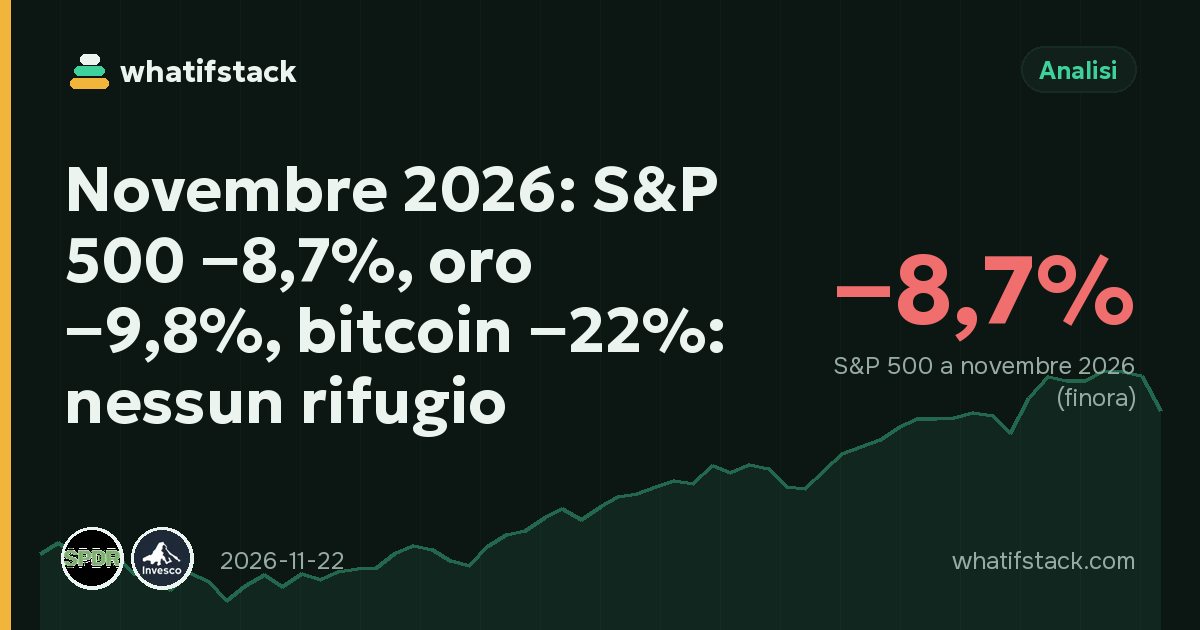 whatifstack
Analisi
Novembre 2026: S&P
500 −8,7%, oro
−9,8%, bitcoin −22%:
nessun rifugio
−8,7%
S&P 500 a novembre 2026
(finora)
SPDR
Invesco
2026-11-22
whatifstack.com